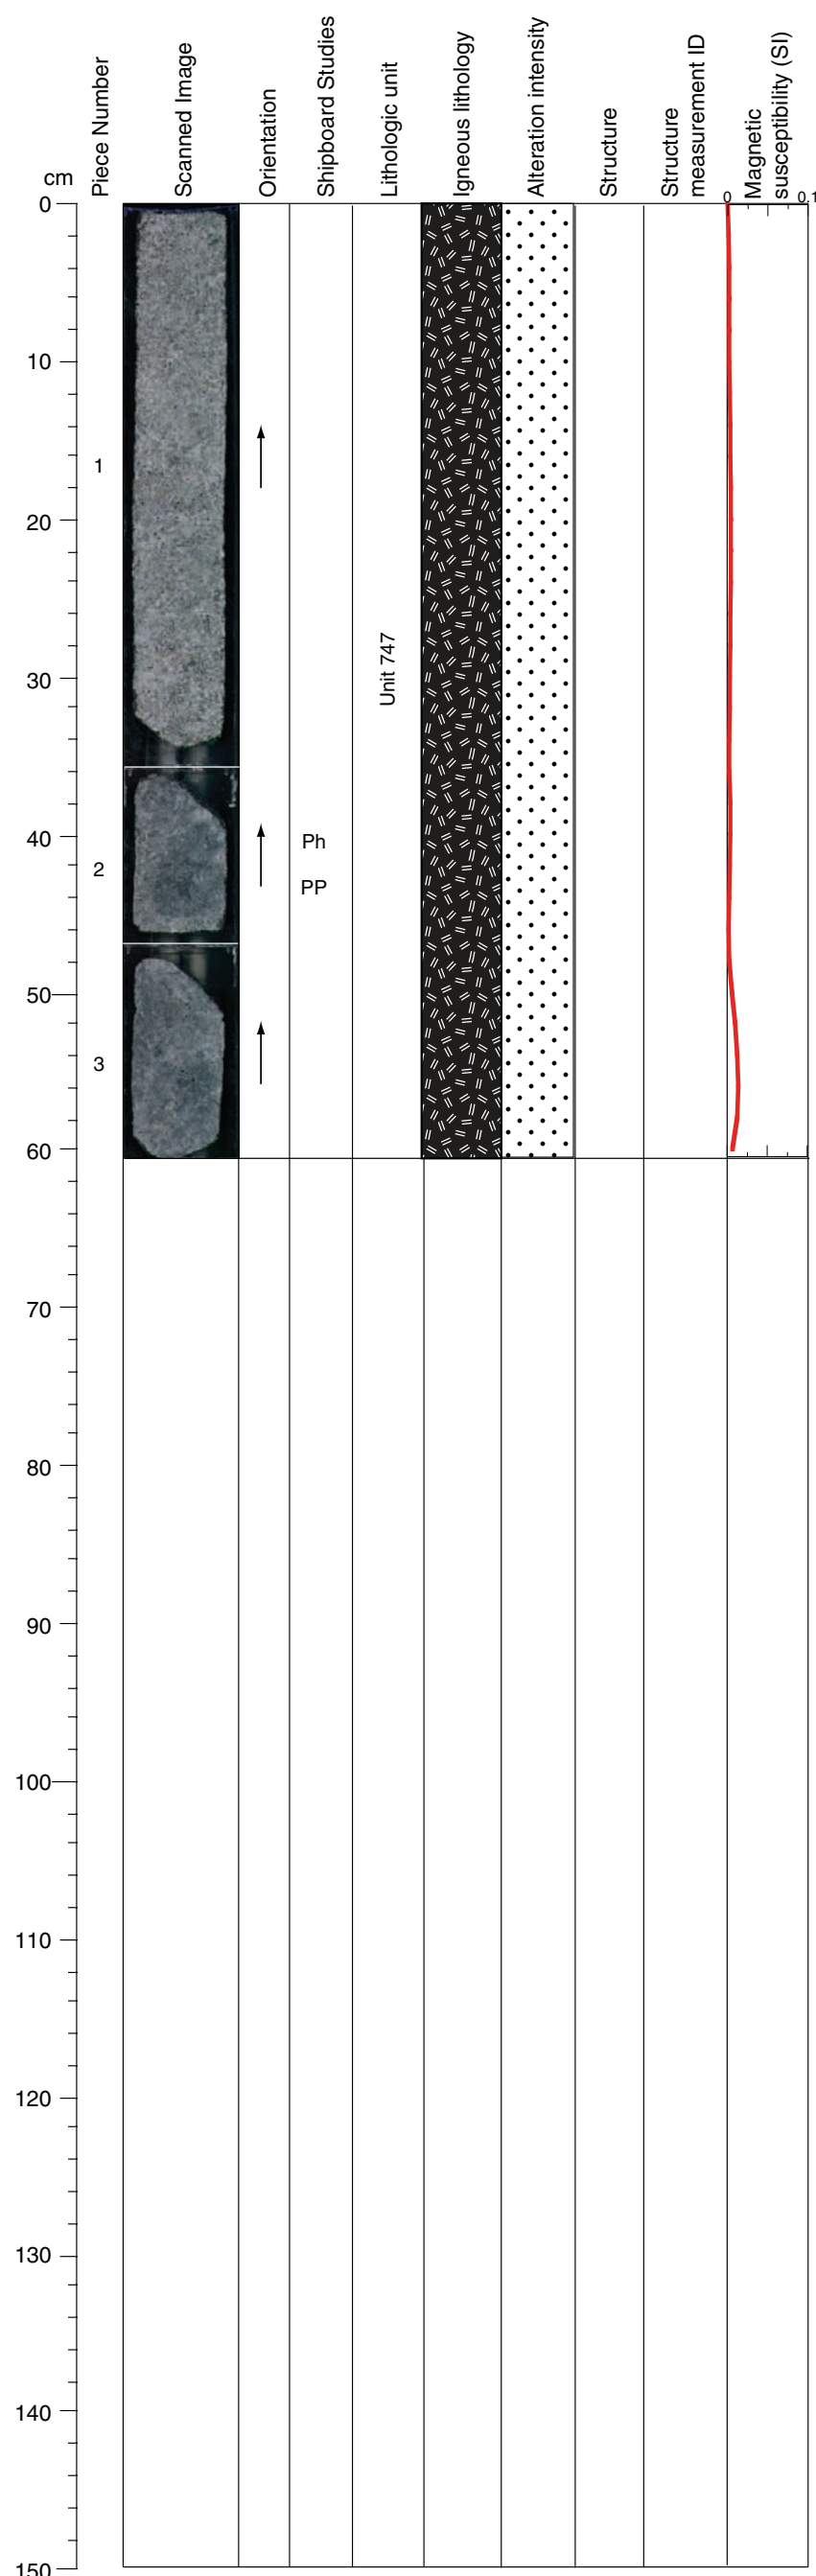 cm
Piece Number
Scanned Image
Orientation
Shipboard Studies
Lithologic unit
Igneous lithology
Alteration intensity
Structure
Structure
measurement ID
Magnetic
susceptibility (SI)
0
0.1
0
10
1
20
Unit 747
30
40
Ph
2
PP
50
3
60
70
80
90
100
110
120
130
140
150